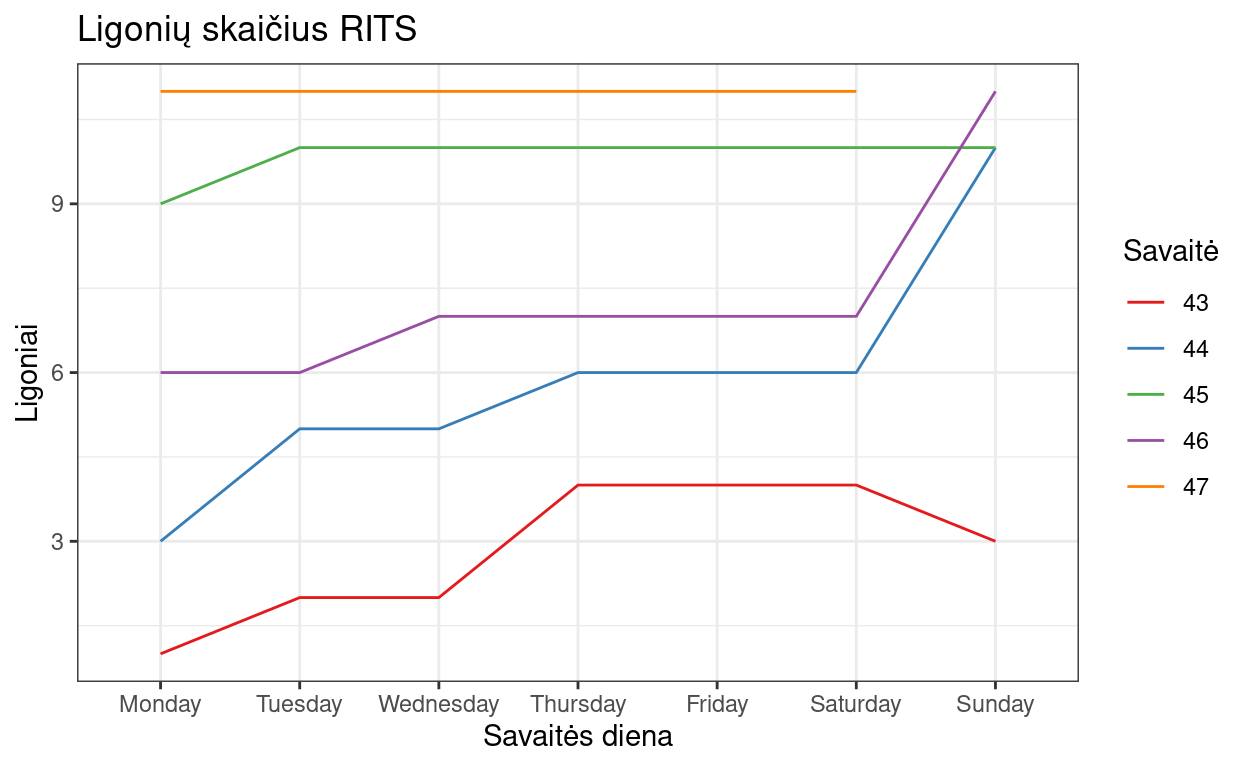 Ligonių skaičius RITS
Ligoniai
9
6
3
Monday Tuesday Wednesday Thursday Friday Saturday Sunday
Savaitės diena
Savaitė
43
44
45
46
47